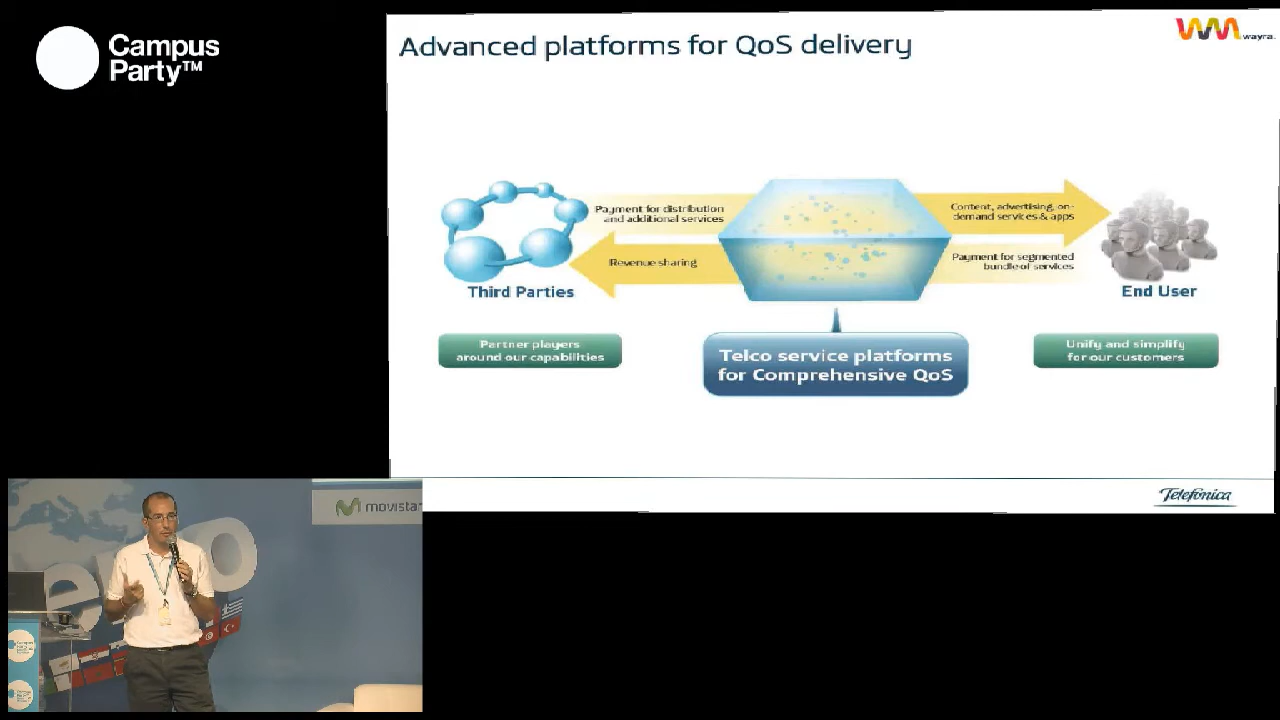 Campus
Party™
Advanced platforms for QoS delivery
wayra.
Payment for distribution
and additional services
Revenue sharing
Content, advertising, on-
demand services & apps
Payment for segmented
bundle of services
Third Parties
End User
Partner players
around our capabilities
Telco service platforms
for Comprehensive QoS
Unify and simplify
for our customers
Telefónica
movistar